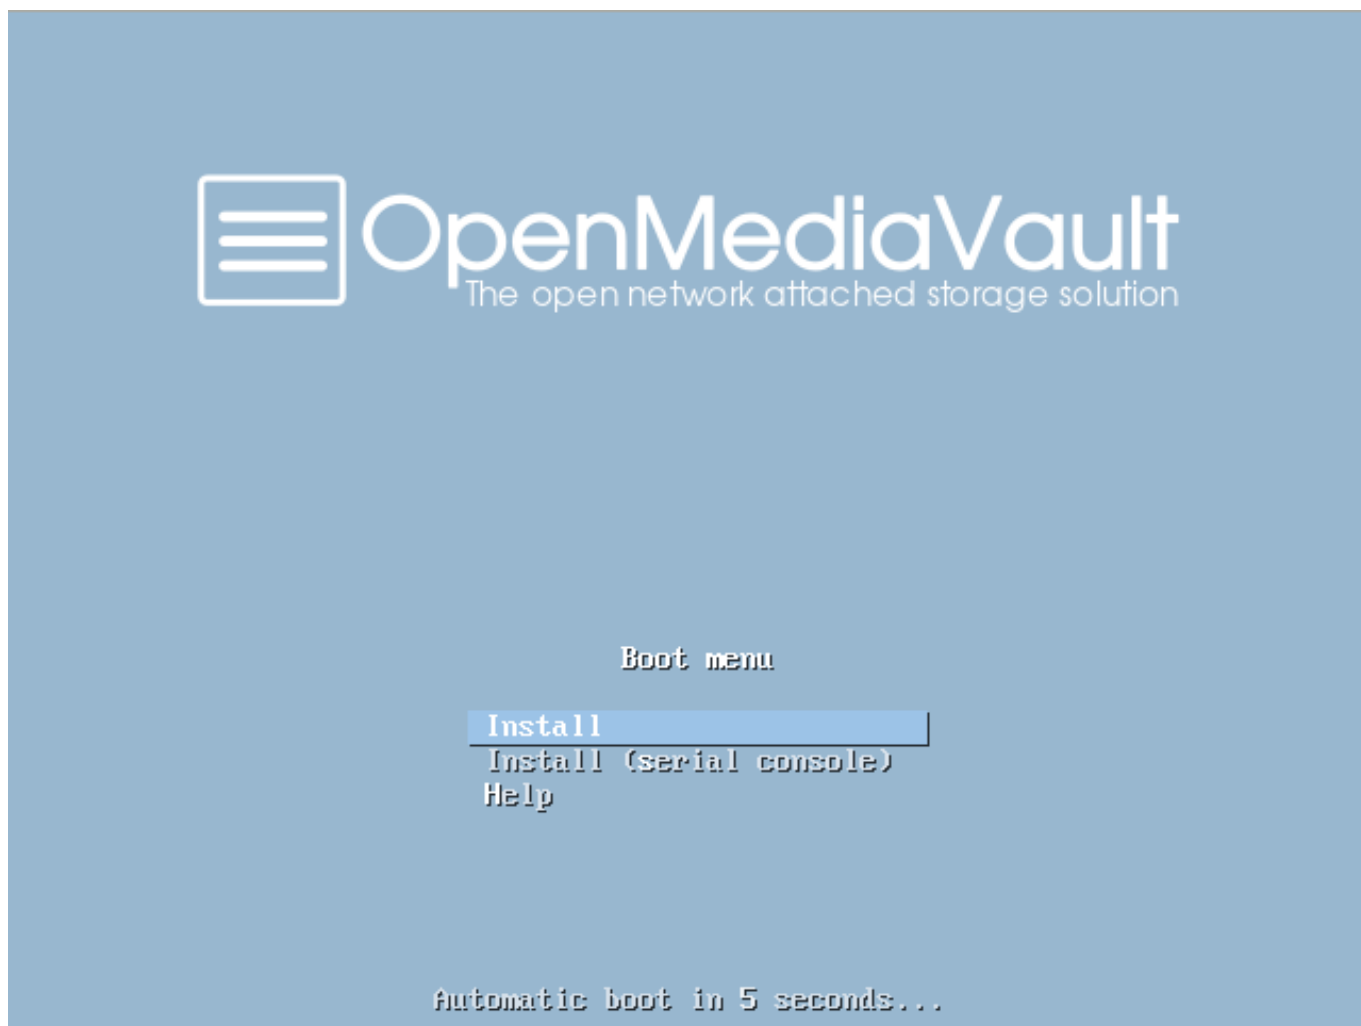 OpenMediaVault
The open network attached storage solution
Boot menu
Install
Install (serial console)
Help
Automatic boot in 5 seconds...